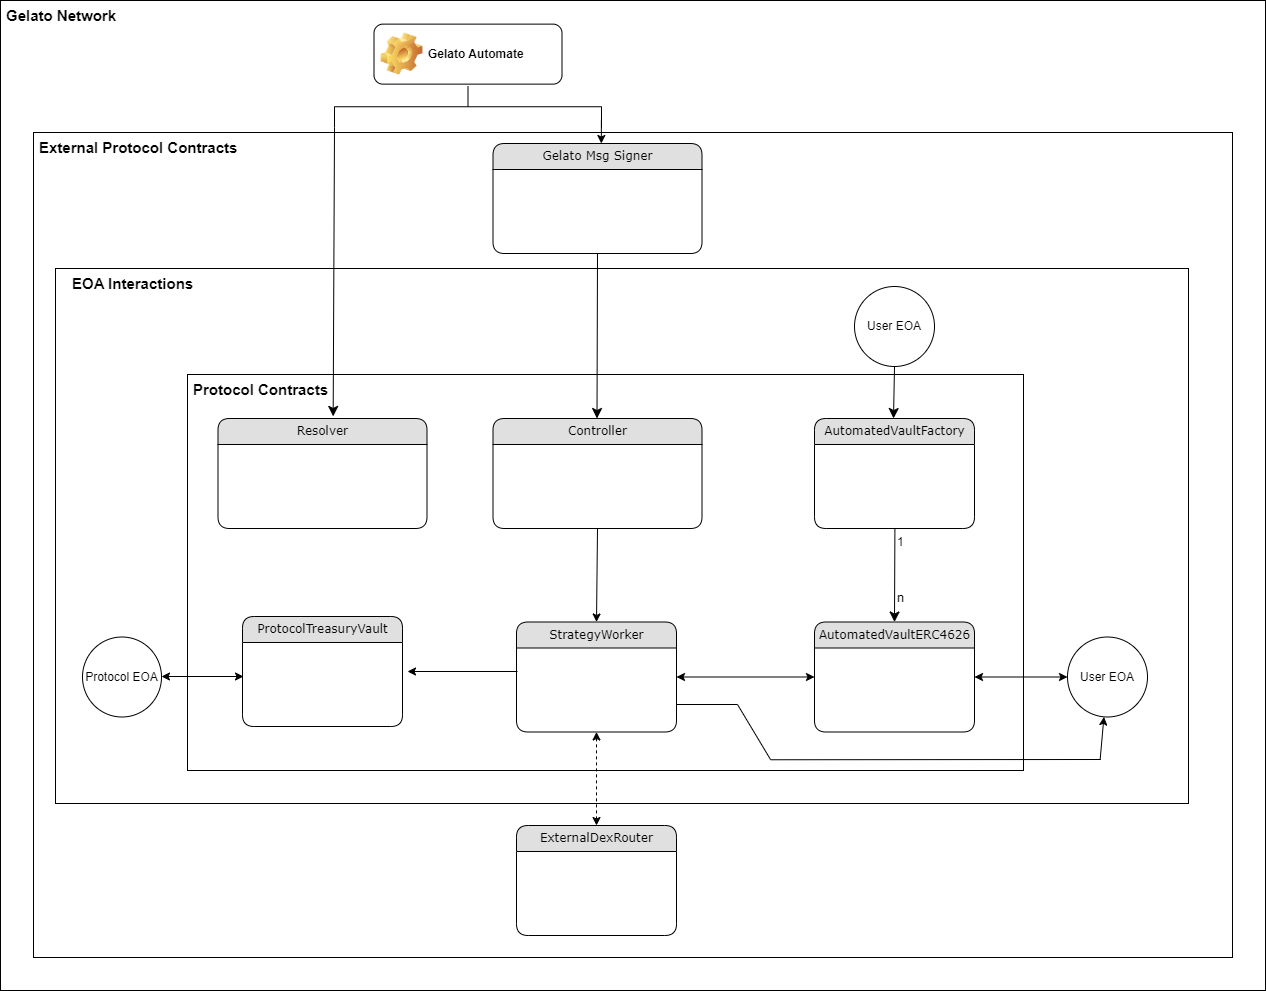 Gelato Network
Gelato Automate
External Protocol Contracts
Gelato Msg Signer
EOA Interactions
User EOA
Protocol Contracts
Resolver
Controller
AutomatedVaultFactory
1
n
ProtocolTreasuryVault
StrategyWorker
AutomatedVaultERC4626
Protocol EOA
User EOA
ExternalDexRouter